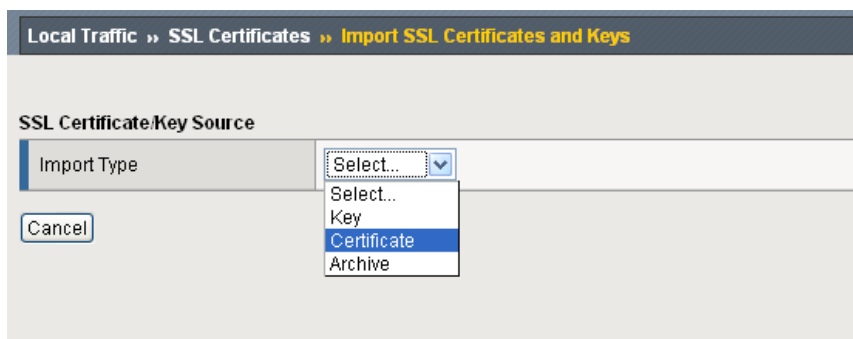 Local Traffic ›› SSL Certificates ›› Import SSL Certificates and Keys
SSL Certificate/Key Source
Import Type Select...
Select...
Key
Certificate
Archive
Cancel